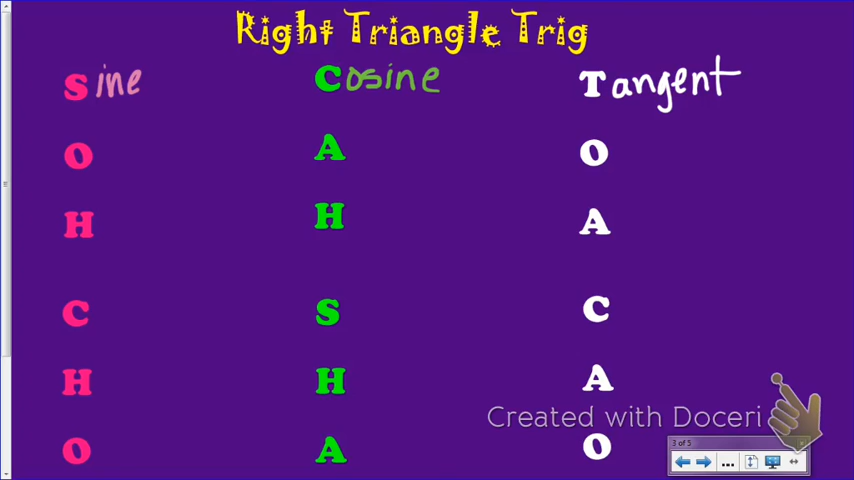 Right Triangle Trig
Sine Cosine Tangent
O A O
H H A
C S C
H H A
O A O
Created with Doceri
3 of 5